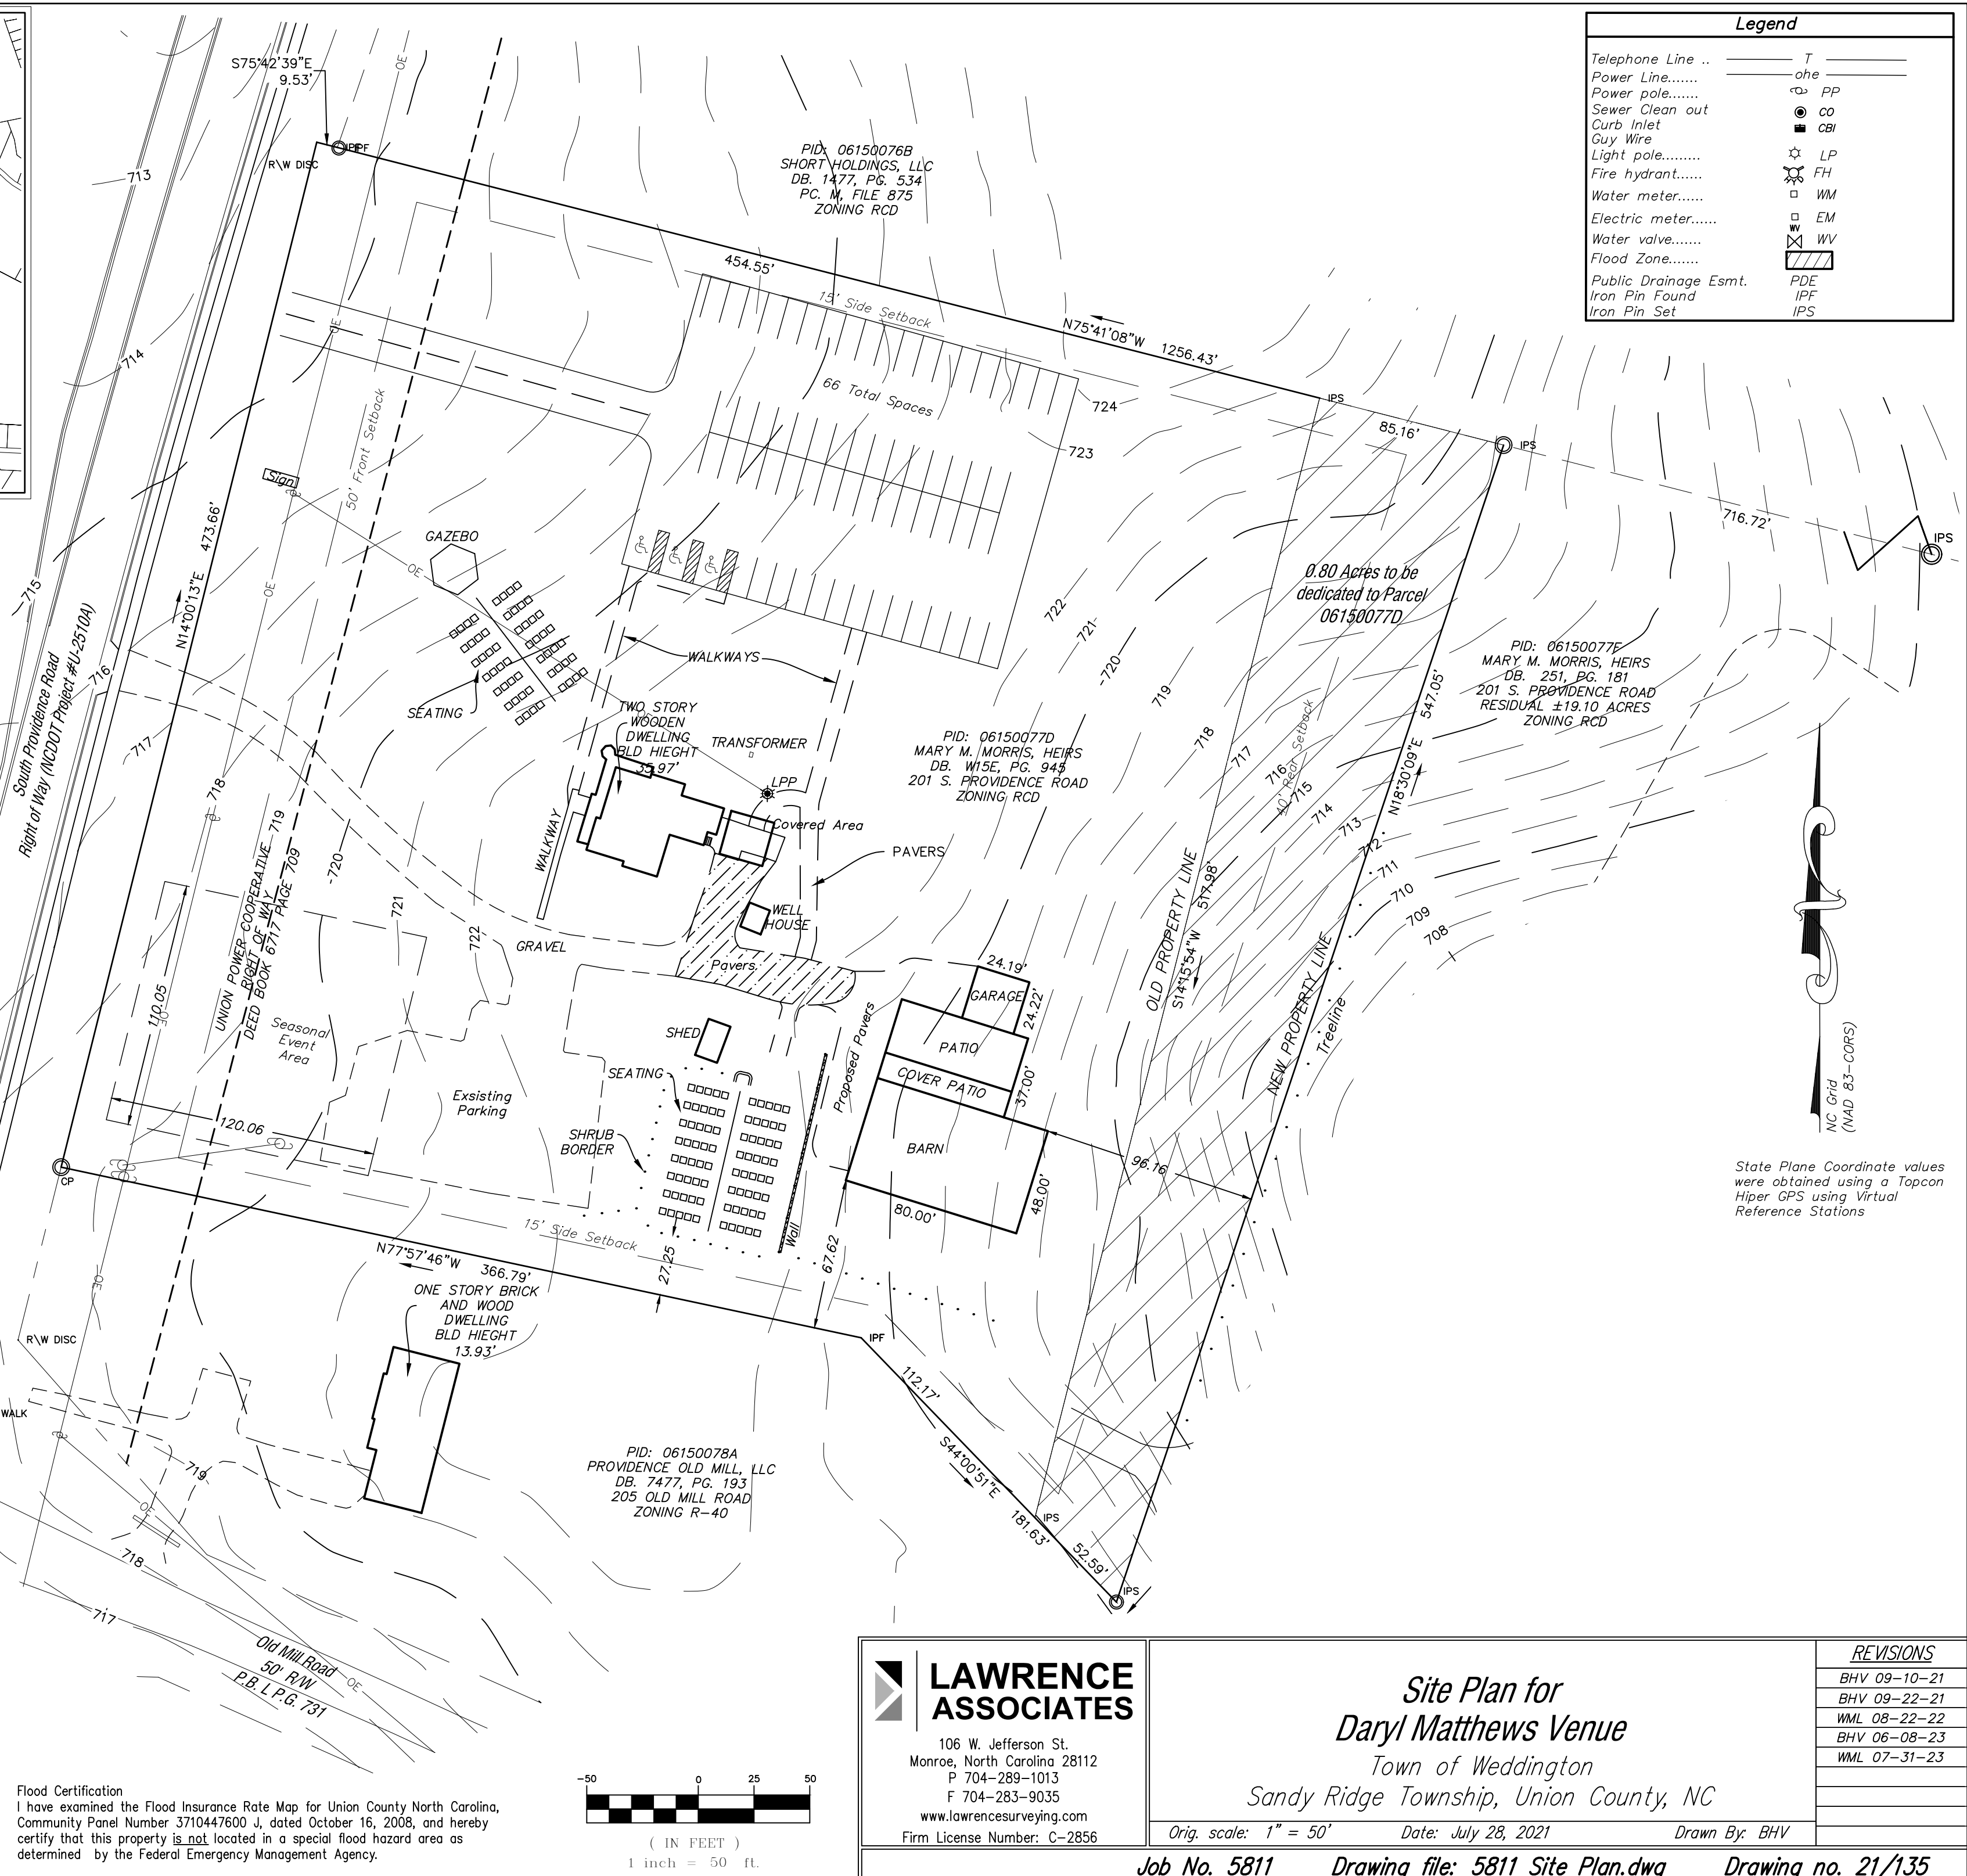 Legend
Telephone Line .. T
Power Line....... ohe
Power pole....... PP
Sewer Clean out CO
Curb Inlet CBI
Guy Wire
Light pole......... LP
Fire hydrant...... FH
Water meter...... WM
Electric meter...... EM
WV
Water valve....... WV
Flood Zone.......
Public Drainage Esmt. PDE
Iron Pin Found IPF
Iron Pin Set IPS
S75°42'39"E
9.53'
R\W DISC
IPF
OE
713
714
715
716
717
718
719
-720
721
722
PID: 06150076B
SHORT HOLDINGS, LLC
DB. 1477, PG. 534
PC. M, FILE 875
ZONING RCD
454.55'
15' Side Setback
N75°41'08"W 1256.43'
66 Total Spaces
724
723
IPS
85.16'
IPS
716.72'
IPS
OE
50' Front Setback
Sign
GAZEBO
OE
OE
473.66'
N14°00'13"E
South Providence Road
Right of Way (NCDOT Project #U-2510A)
SEATING
WALKWAYS
TWO STORY
WOODEN
DWELLING
BLD HIEGHT
35.97'
TRANSFORMER
LPP
Covered Area
WALKWAY
PAVERS
WELL
HOUSE
GRAVEL
Pavers
0.80 Acres to be
dedicated to Parcel
06150077D
PID: 06150077F
MARY M. MORRIS, HEIRS
DB. 251, PG. 181
201 S. PROVIDENCE ROAD
RESIDUAL ±19.10 ACRES
ZONING RCD
PID: 06150077D
MARY M. MORRIS, HEIRS
DB. W15E, PG. 945
201 S. PROVIDENCE ROAD
ZONING RCD
722
721
-720
719
718
717
716
715
714
713
712
711
710
709
708
40' Rear Setback
547.05'
N18°30'09"E
OLD PROPERTY LINE
517.98'
S14°15'54"W
NEW PROPERTY LINE
Treeline
UNION POWER COOPERATIVE
RIGHT OF WAY
DEED BOOK 6717 PAGE 709
110.05
OE
120.06
Seasonal
Event
Area
Exsisting
Parking
SHED
SEATING
SHRUB
BORDER
Proposed Pavers
Wall
24.19'
GARAGE
24.22'
PATIO
COVER PATIO
37.00'
BARN
80.00'
48.00'
96.16
67.62
27.25
CP
15' Side Setback
N77°57'46"W 366.79'
IPF
112.17'
S44°00'51"E
181.63'
IPS
52.59'
IPS
ONE STORY BRICK
AND WOOD
DWELLING
BLD HIEGHT
13.93'
OE
R\W DISC
WALK
719
OE
718
717
Old Mill Road
50' R/W
P.B. L P.G. 731
OE
PID: 06150078A
PROVIDENCE OLD MILL, LLC
DB. 7477, PG. 193
205 OLD MILL ROAD
ZONING R-40
NC Grid
(NAD 83-CORS)
State Plane Coordinate values
were obtained using a Topcon
Hiper GPS using Virtual
Reference Stations
Flood Certification
I have examined the Flood Insurance Rate Map for Union County North Carolina,
Community Panel Number 3710447600 J, dated October 16, 2008, and hereby
certify that this property is not located in a special flood hazard area as
determined by the Federal Emergency Management Agency.
-50 0 25 50
( IN FEET )
1 inch = 50 ft.
LAWRENCE
ASSOCIATES
106 W. Jefferson St.
Monroe, North Carolina 28112
P 704-289-1013
F 704-283-9035
www.lawrencesurveying.com
Firm License Number: C-2856
Site Plan for
Daryl Matthews Venue
Town of Weddington
Sandy Ridge Township, Union County, NC
Orig. scale: 1" = 50' Date: July 28, 2021 Drawn By: BHV
REVISIONS
BHV 09-10-21
BHV 09-22-21
WML 08-22-22
BHV 06-08-23
WML 07-31-23
Job No. 5811 Drawing file: 5811 Site Plan.dwg Drawing no. 21/135